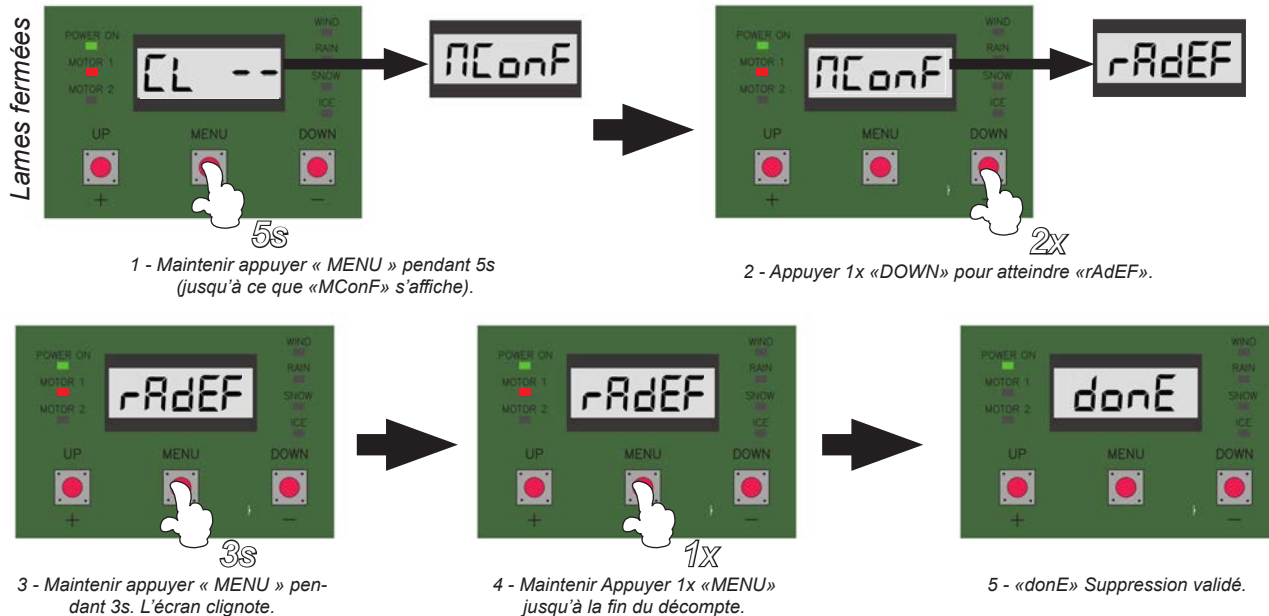 Lames fermées
POWER ON
MOTOR 1
MOTOR 2
CL --
WIND
RAIN
SNOW
ICE
UP
MENU
DOWN
+
−
MConF
5s
1 - Maintenir appuyer « MENU » pendant 5s
(jusqu’à ce que «MConF» s’affiche).
POWER ON
MOTOR 1
MOTOR 2
MConF
WIND
RAIN
SNOW
ICE
UP
MENU
DOWN
+
rAdEF
2x
2 - Appuyer 1x «DOWN» pour atteindre «rAdEF».
POWER ON
MOTOR 1
MOTOR 2
rAdEF
WIND
RAIN
SNOW
ICE
UP
MENU
DOWN
+
−
3s
3 - Maintenir appuyer « MENU » pen-
dant 3s. L’écran clignote.
POWER ON
MOTOR 1
MOTOR 2
rAdEF
WIND
RAIN
SNOW
ICE
UP
MENU
DOWN
+
−
1x
4 - Maintenir Appuyer 1x «MENU»
jusqu’à la fin du décompte.
POWER ON
MOTOR 1
MOTOR 2
donE
WIND
RAIN
SNOW
ICE
UP
MENU
DOWN
+
−
5 - «donE» Suppression validé.